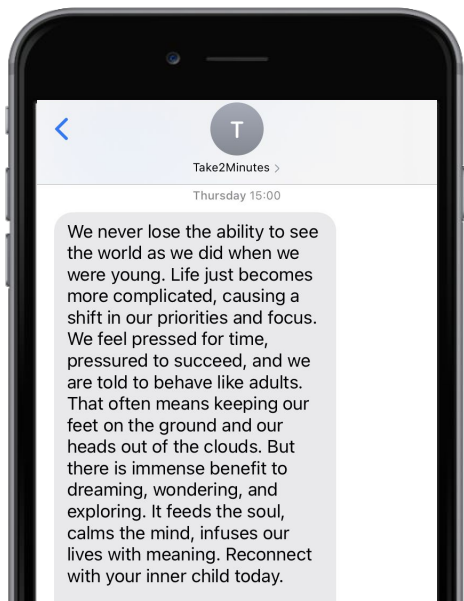 T
Take2Minutes
Thursday 15:00
We never lose the ability to see
the world as we did when we
were young. Life just becomes
more complicated, causing a
shift in our priorities and focus.
We feel pressed for time,
pressured to succeed, and we
are told to behave like adults.
That often means keeping our
feet on the ground and our
heads out of the clouds. But
there is immense benefit to
dreaming, wondering, and
exploring. It feeds the soul,
calms the mind, infuses our
lives with meaning. Reconnect
with your inner child today.